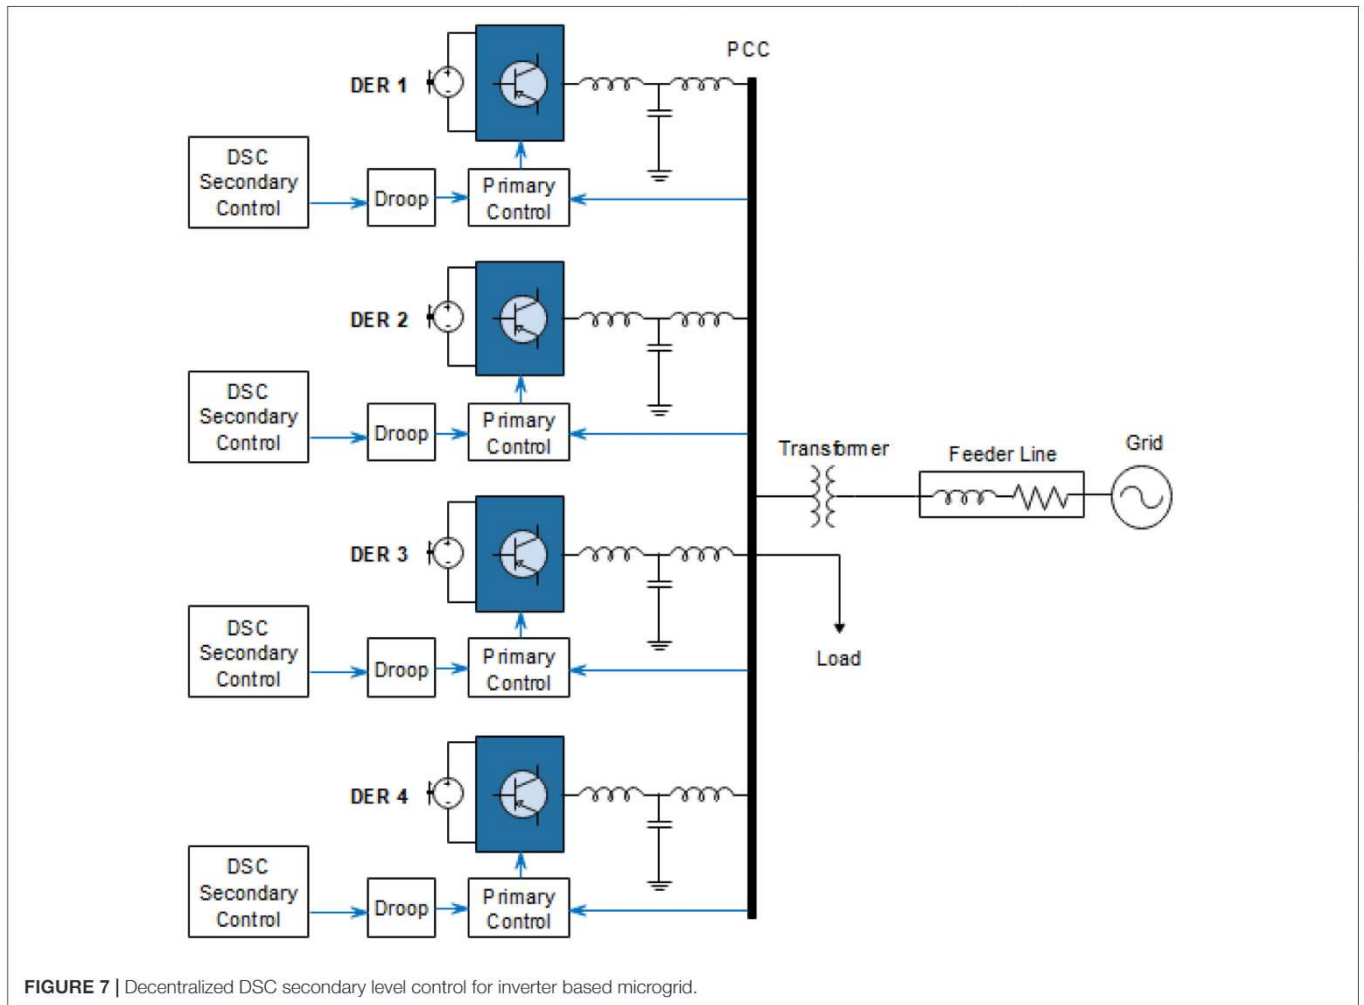 PCC
DER 1
DSC
Secondary
Control
Droop
Primary
Control
DER 2
DSC
Secondary
Control
Droop
Primary
Control
Transformer
Feeder Line
Grid
DER 3
DSC
Secondary
Control
Droop
Primary
Control
Load
DER 4
DSC
Secondary
Control
Droop
Primary
Control
FIGURE 7 | Decentralized DSC secondary level control for inverter based microgrid.